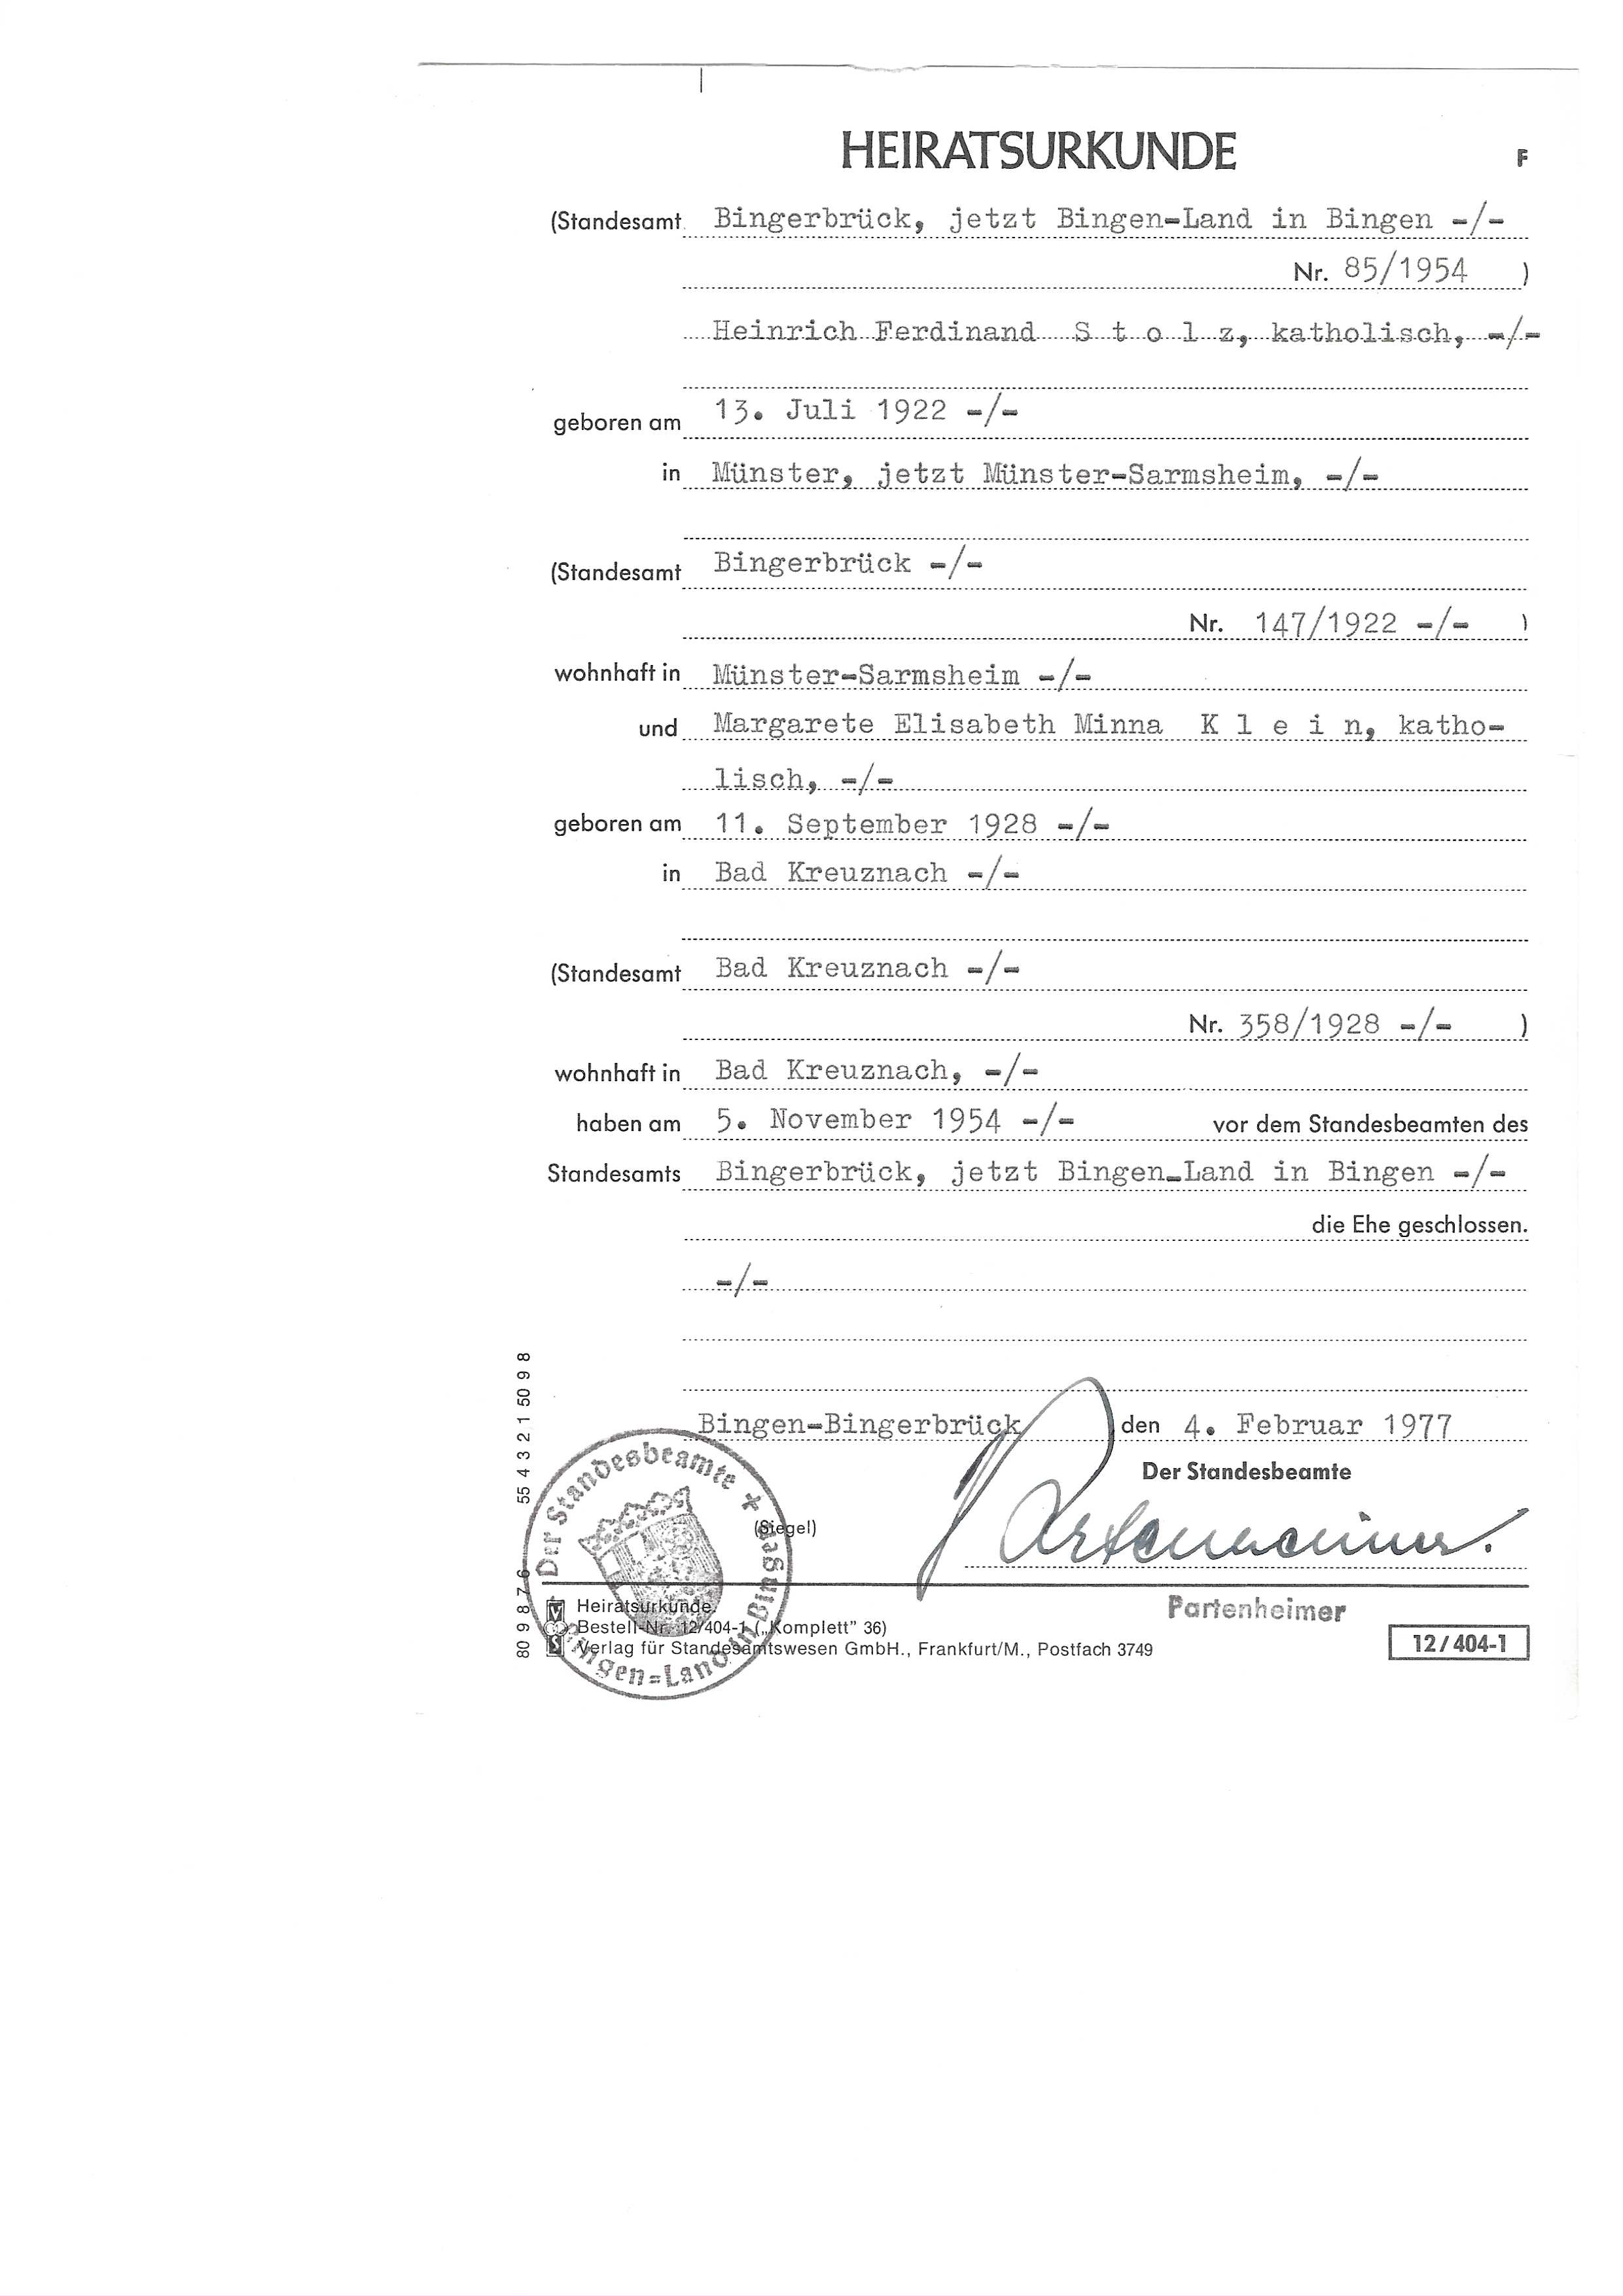 HEIRATSURKUNDE F
(Standesamt Bingerbrück, jetzt Bingen-Land in Bingen -/-
Nr. 85/1954 )
Heinrich Ferdinand S t o l z, katholisch, -/-
geboren am 13. Juli 1922 -/-
in Münster, jetzt Münster-Sarmsheim, -/-
(Standesamt Bingerbrück -/-
Nr. 147/1922 -/- )
wohnhaft in Münster-Sarmsheim -/-
und Margarete Elisabeth Minna K l e i n, katho-
lisch, -/-
geboren am 11. September 1928 -/-
in Bad Kreuznach -/-
(Standesamt Bad Kreuznach -/-
Nr. 358/1928 -/- )
wohnhaft in Bad Kreuznach, -/-
haben am 5. November 1954 -/- vor dem Standesbeamten des
Standesamts Bingerbrück, jetzt Bingen-Land in Bingen -/-
die Ehe geschlossen.
-/-
Bingen-Bingerbrück den 4. Februar 1977
Der Standesbeamte
(Siegel)
Partenheimer.
Partenheimer
Der Standesbeamte
Bingen=Land in Bingen
Heiratsurkunde.
Bestell-Nr. 12/404-1 („Komplett” 36)
Verlag für Standesamtswesen GmbH., Frankfurt/M., Postfach 3749
12/404-1
80 9 8 7 6 55 4 3 2 1 50 9 8